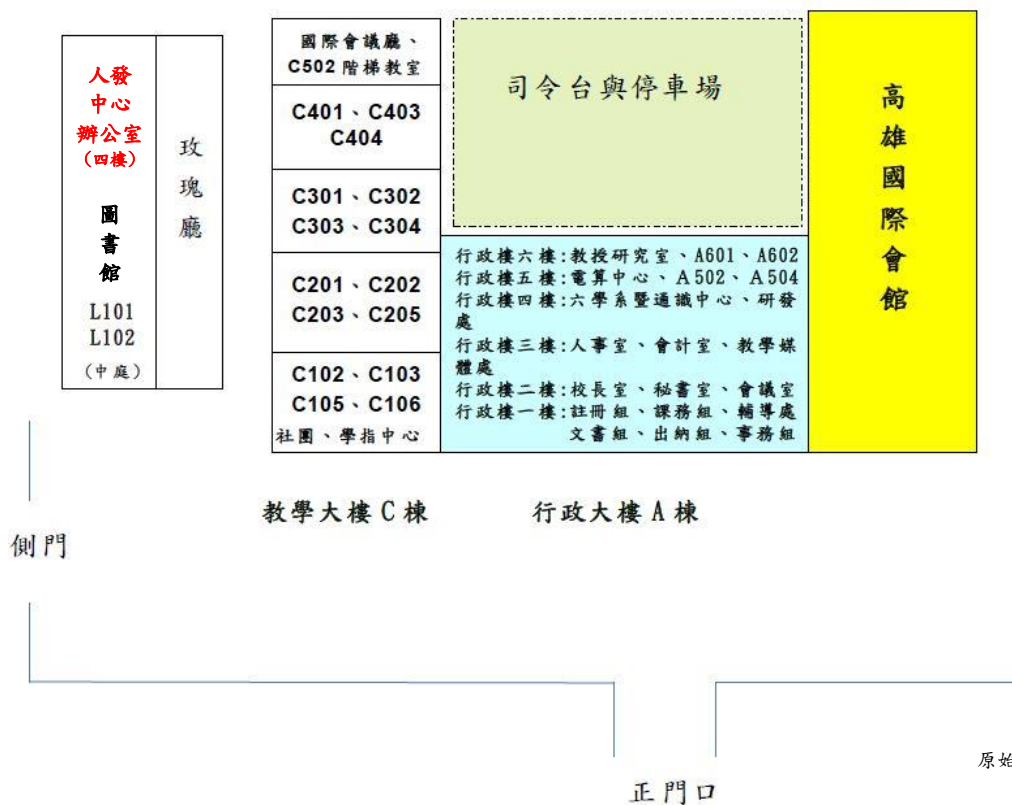 人發
中心
辦公室
(四樓)
圖
書
館
L101
L102
(中庭)
玫
瑰
廳
國際會議廳、
C502 階梯教室
C401、C403
C404
C301、C302
C303、C304
C201、C202
C203、C205
C102、C103
C105、C106
社團、學指中心
司令台與停車場
行政樓六樓:教授研究室、A601、A602
行政樓五樓:電算中心、A502、A504
行政樓四樓:六學系暨通識中心、研發
處
行政樓三樓:人事室、會計室、教學媒
體處
行政樓二樓:校長室、秘書室、會議室
行政樓一樓:註冊組、課務組、輔導處
文書組、出納組、事務組
高
雄
國
際
會
館
教學大樓 C 棟
行政大樓 A 棟
側門
原始
正門口